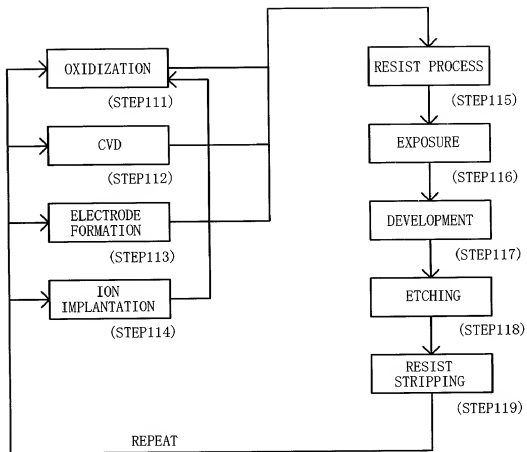 OXIDIZATION
(STEP111)
CVD
(STEP112)
ELECTRODE
FORMATION
(STEP113)
ION
IMPLANTATION
(STEP114)
RESIST PROCESS
(STEP115)
EXPOSURE
(STEP116)
DEVELOPMENT
(STEP117)
ETCHING
(STEP118)
RESIST
STRIPPING
(STEP119)
REPEAT